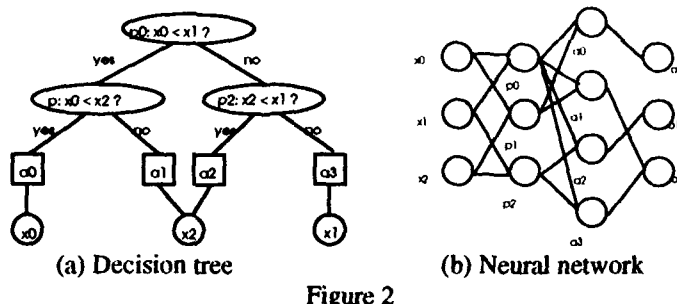 p0: x0 < x1 ?
yes
no
p: x0 < x2 ?
p2: x2 < x1 ?
yes
no
yes
no
a0
a1
a2
a3
x0
x2
x1
(a) Decision tree
x0
x1
x2
p0
p1
p2
a0
a1
a2
a3
(b) Neural network
Figure 2